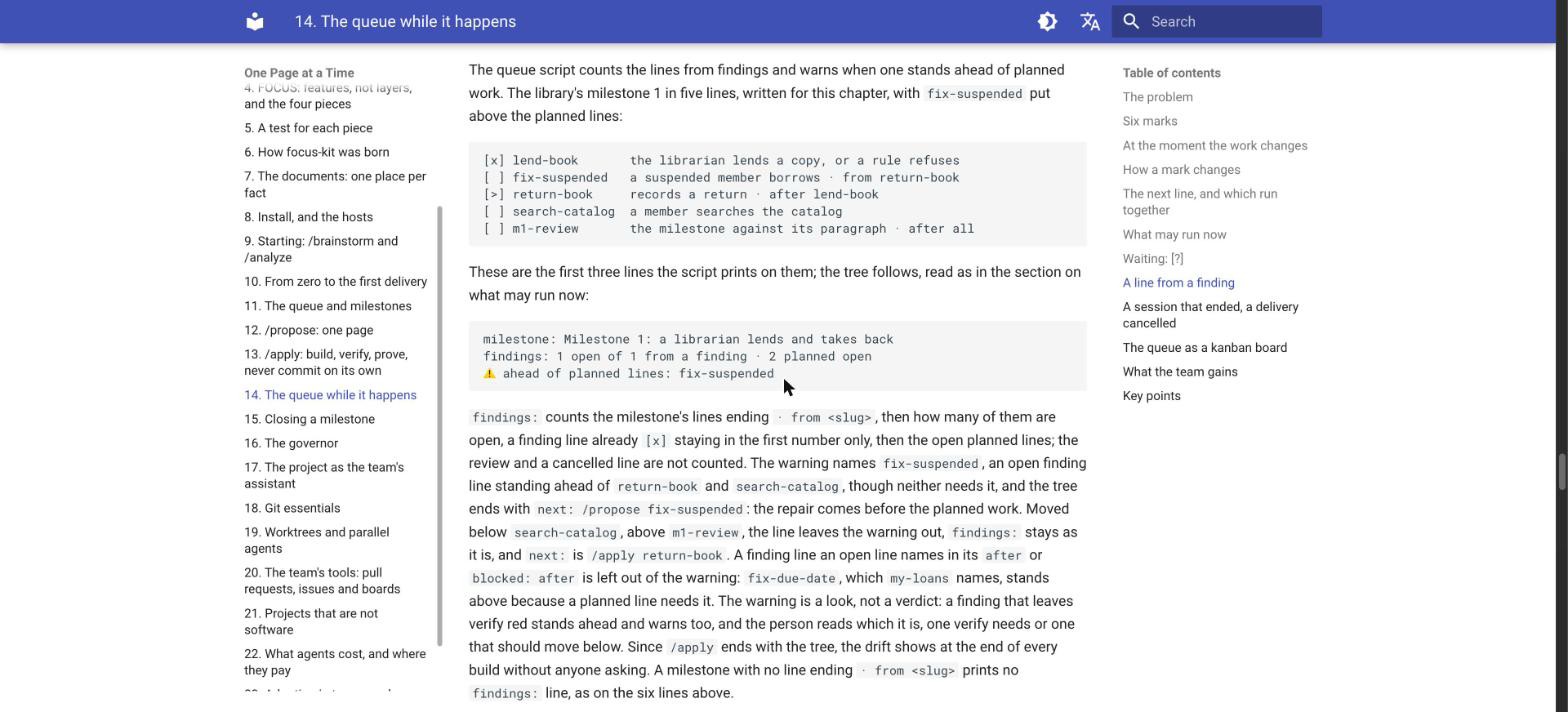 14. The queue while it happens
Search
One Page at a Time
4. FOCUS: features, not layers,
and the four pieces
5. A test for each piece
6. How focus-kit was born
7. The documents: one place per
fact
8. Install, and the hosts
9. Starting: /brainstorm and
/analyze
10. From zero to the first delivery
11. The queue and milestones
12. /propose: one page
13. /apply: build, verify, prove,
never commit on its own
14. The queue while it happens
15. Closing a milestone
16. The governor
17. The project as the team's
assistant
18. Git essentials
19. Worktrees and parallel
agents
20. The team's tools: pull
requests, issues and boards
21. Projects that are not
software
22. What agents cost, and where
they pay
The queue script counts the lines from findings and warns when one stands ahead of planned
work. The library's milestone 1 in five lines, written for this chapter, with fix-suspended put
above the planned lines:
[x] lend-book the librarian lends a copy, or a rule refuses
[ ] fix-suspended a suspended member borrows · from return-book
[>] return-book records a return · after lend-book
[ ] search-catalog a member searches the catalog
[ ] m1-review the milestone against its paragraph · after all
These are the first three lines the script prints on them; the tree follows, read as in the section on
what may run now:
milestone: Milestone 1: a librarian lends and takes back
findings: 1 open of 1 from a finding · 2 planned open
⚠ ahead of planned lines: fix-suspended
findings: counts the milestone's lines ending · from <slug>, then how many of them are
open, a finding line already [x] staying in the first number only, then the open planned lines; the
review and a cancelled line are not counted. The warning names fix-suspended, an open finding
line standing ahead of return-book and search-catalog, though neither needs it, and the tree
ends with next: /propose fix-suspended: the repair comes before the planned work. Moved
below search-catalog, above m1-review, the line leaves the warning out, findings: stays as
it is, and next: is /apply return-book. A finding line an open line names in its after or
blocked: after is left out of the warning: fix-due-date, which my-loans names, stands
above because a planned line needs it. The warning is a look, not a verdict: a finding that leaves
verify red stands ahead and warns too, and the person reads which it is, one verify needs or one
that should move below. Since /apply ends with the tree, the drift shows at the end of every
build without anyone asking. A milestone with no line ending · from <slug> prints no
findings: line, as on the six lines above.
Table of contents
The problem
Six marks
At the moment the work changes
How a mark changes
The next line, and which run
together
What may run now
Waiting: [?]
A line from a finding
A session that ended, a delivery
cancelled
The queue as a kanban board
What the team gains
Key points